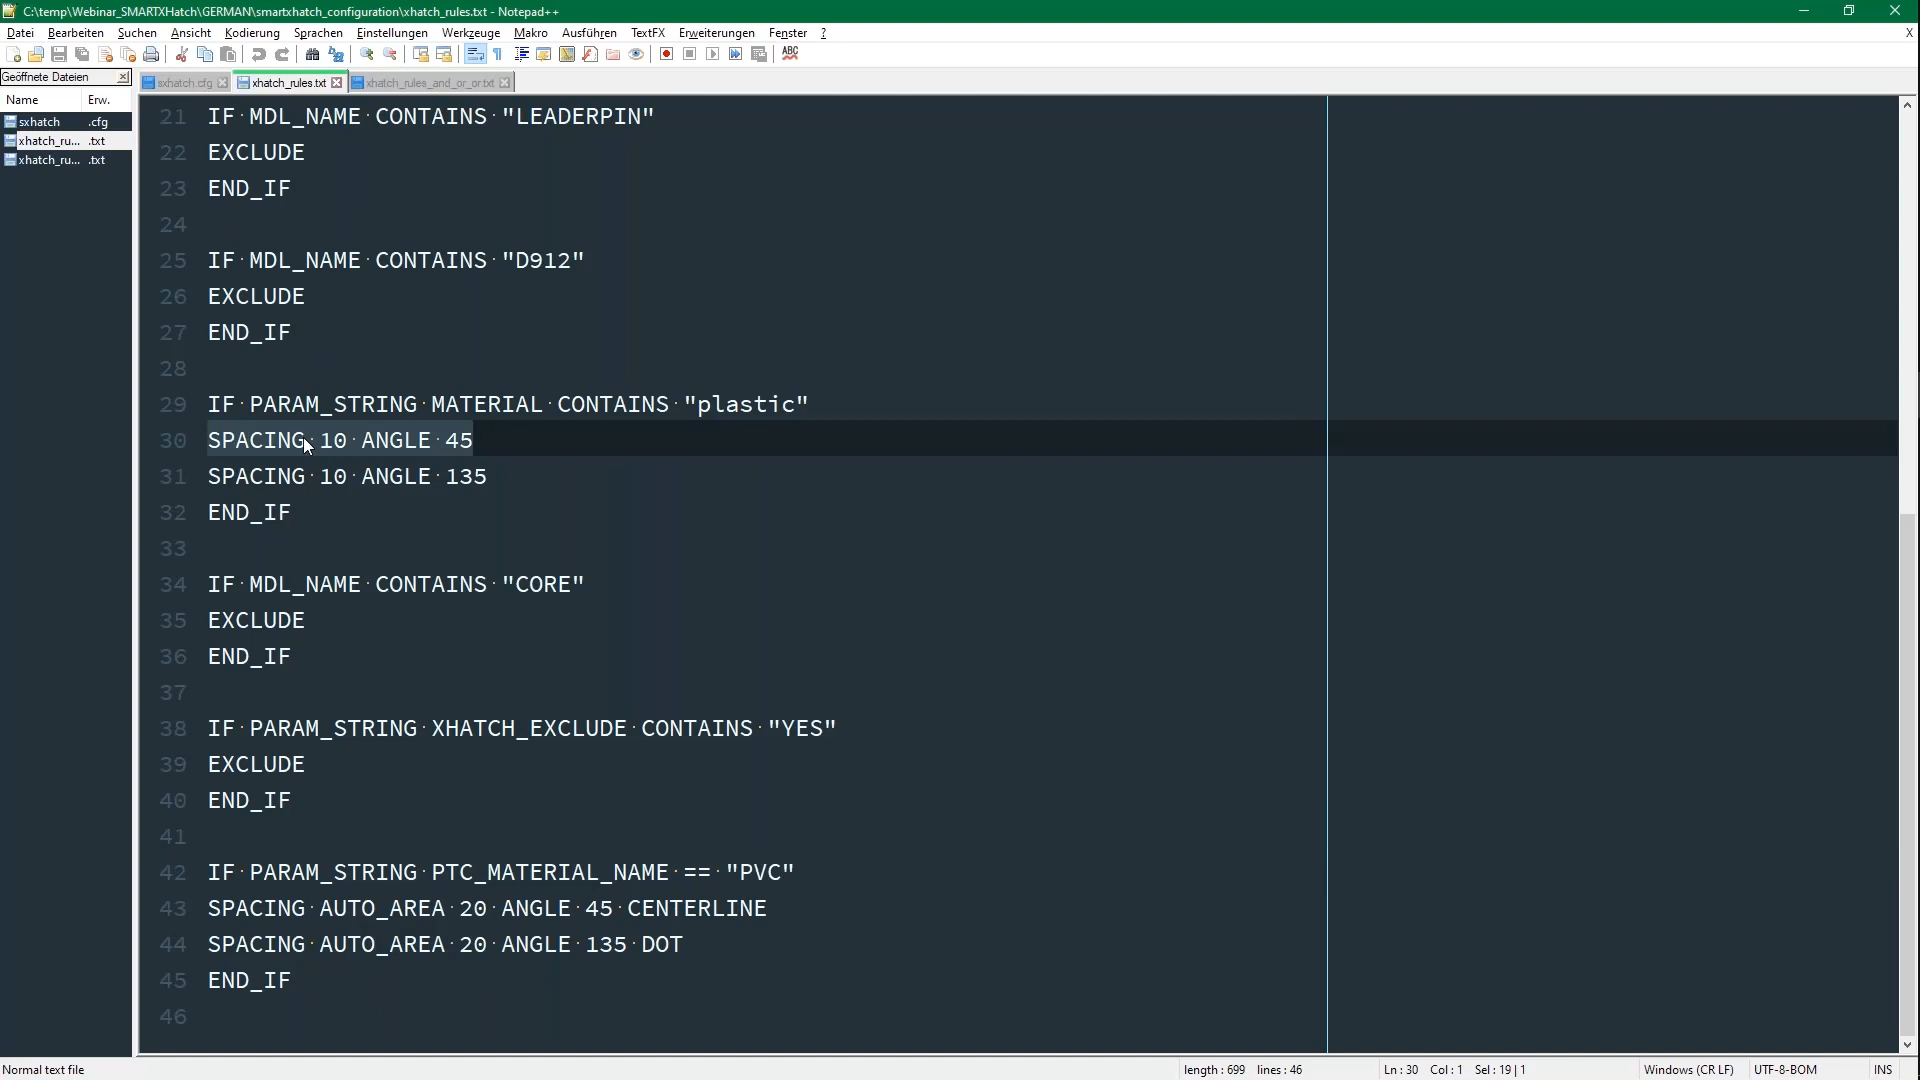 C:\temp\Webinar_SMARTXHatch\GERMAN\smartxhatch_configuration\xhatch_rules.txt - Notepad++
Datei Bearbeiten Suchen Ansicht Kodierung Sprachen Einstellungen Werkzeuge Makro Ausführen TextFX Erweiterungen Fenster ? X
ABC
Geöffnete Dateien
sxhatch.cfg xhatch_rules.txt xhatch_rules_and_or_or.txt
Name Erw.
sxhatch .cfg
xhatch_ru... .txt
xhatch_ru... .txt
21 IF MDL_NAME CONTAINS "LEADERPIN"
22 EXCLUDE
23 END_IF
24
25 IF MDL_NAME CONTAINS "D912"
26 EXCLUDE
27 END_IF
28
29 IF PARAM_STRING MATERIAL CONTAINS "plastic"
30 SPACING 10 ANGLE 45
31 SPACING 10 ANGLE 135
32 END_IF
33
34 IF MDL_NAME CONTAINS "CORE"
35 EXCLUDE
36 END_IF
37
38 IF PARAM_STRING XHATCH_EXCLUDE CONTAINS "YES"
39 EXCLUDE
40 END_IF
41
42 IF PARAM_STRING PTC_MATERIAL_NAME == "PVC"
43 SPACING AUTO_AREA 20 ANGLE 45 CENTERLINE
44 SPACING AUTO_AREA 20 ANGLE 135 DOT
45 END_IF
46
Normal text file length : 699 lines : 46 Ln : 30 Col : 1 Sel : 19 | 1 Windows (CR LF) UTF-8-BOM INS